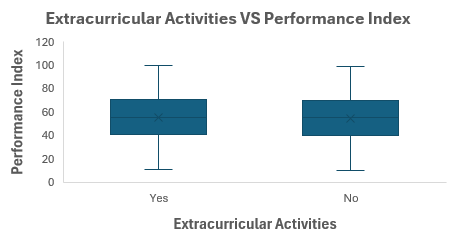 Extracurricular Activities VS Performance Index
120
100
80
60
40
20
0
Performance Index
Yes
No
Extracurricular Activities